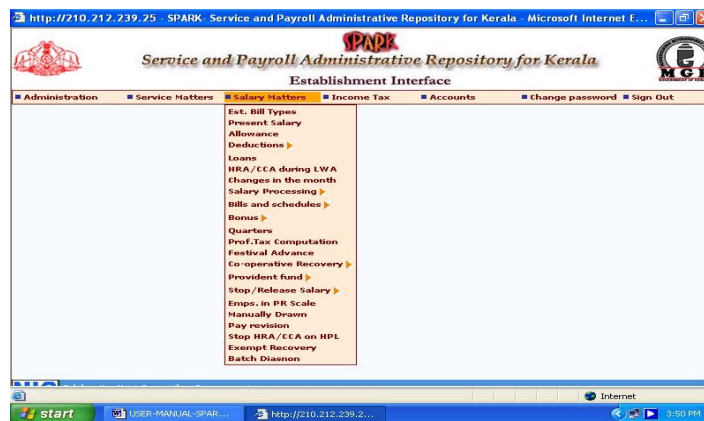 http://210.212.239.25 - SPARK- Service and Payroll Administrative Repository for Kerala - Microsoft Internet E...
SPARK
Service and Payroll Administrative Repository for Kerala
Establishment Interface
MGP
Administration Service Matters Salary Matters Income Tax Accounts Change password Sign Out
Est. Bill Types
Present Salary
Allowance
Deductions
Loans
HRA/CCA during LWA
Changes in the month
Salary Processing
Bills and schedules
Bonus
Quarters
Prof.Tax Computation
Festival Advance
Co-operative Recovery
Provident fund
Stop/Release Salary
Emps. in PR Scale
Manually Drawn
Pay revision
Stop HRA/CCA on HPL
Exempt Recovery
Batch Diasnon
Internet
start USER-MANUAL-SPAR... http://210.212.239.2... 3:50 PM